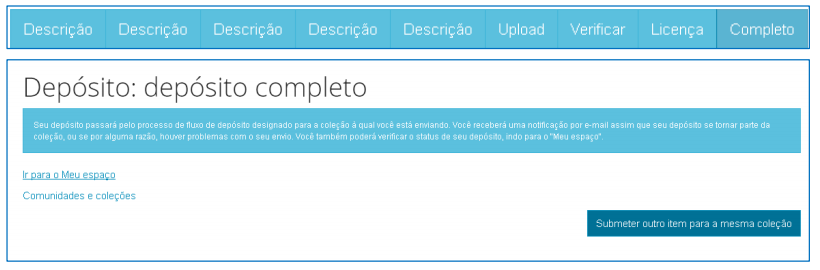 Descrição Descrição Descrição Descrição Descrição Upload Verificar Licença Completo
Depósito: depósito completo
Seu depósito passará pelo processo de fluxo de depósito designado para a coleção à qual você está enviando. Você receberá uma notificação por e-mail assim que seu depósito se tornar parte da
coleção, ou se por alguma razão, houver problemas com o seu envio. Você também poderá verificar o status de seu depósito, indo para o "Meu espaço".
Ir para o Meu espaço
Comunidades e coleções
Submeter outro item para a mesma coleção